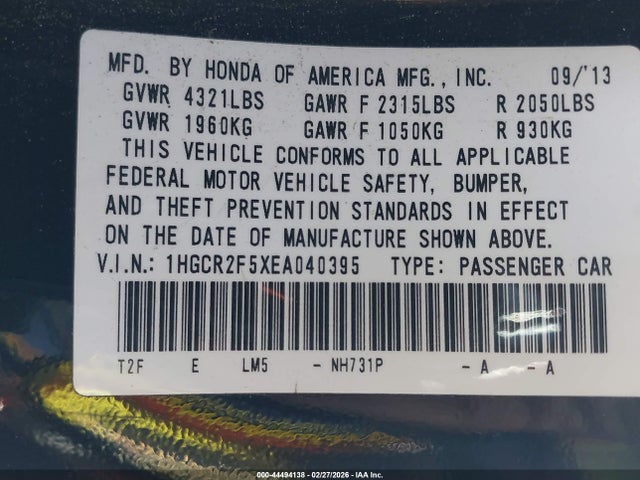 MFD. BY HONDA OF AMERICA MFG., INC. 09/'13
GVWR 4321LBS GAWR F 2315LBS R 2050LBS
GVWR 1960KG GAWR F 1050KG R 930KG
THIS VEHICLE CONFORMS TO ALL APPLICABLE
FEDERAL MOTOR VEHICLE SAFETY, BUMPER,
AND THEFT PREVENTION STANDARDS IN EFFECT
ON THE DATE OF MANUFACTURE SHOWN ABOVE.
V.I.N.: 1HGCR2F5XEA040395 TYPE: PASSENGER CAR
T2F E LM5 - NH731P - A - A
000-44494138 - 02/27/2026 - IAA Inc.